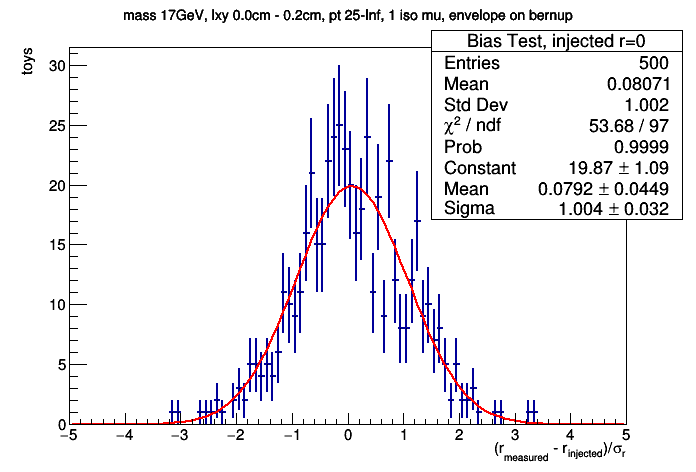 mass 17GeV, lxy 0.0cm - 0.2cm, pt 25-Inf, 1 iso mu, envelope on bernup
Bias Test, injected r=0
Entries 500
Mean 0.08071
Std Dev 1.002
χ² / ndf 53.68 / 97
Prob 0.9999
Constant 19.87 ± 1.09
Mean 0.0792 ± 0.0449
Sigma 1.004 ± 0.032
toys
30
25
20
15
10
5
0
−5 −4 −3 −2 −1 0 1 2 3 4 5
(r_measured - r_injected)/σ_r